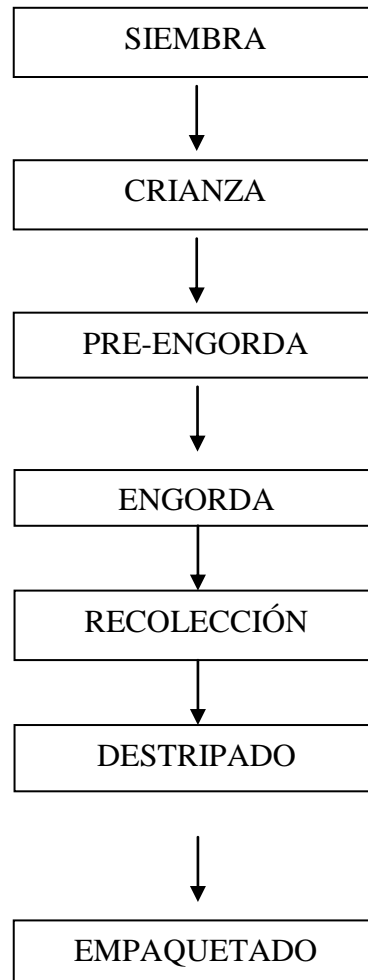 SIEMBRA
CRIANZA
PRE-ENGORDA
ENGORDA
RECOLECCIÓN
DESTRIPADO
EMPAQUETADO